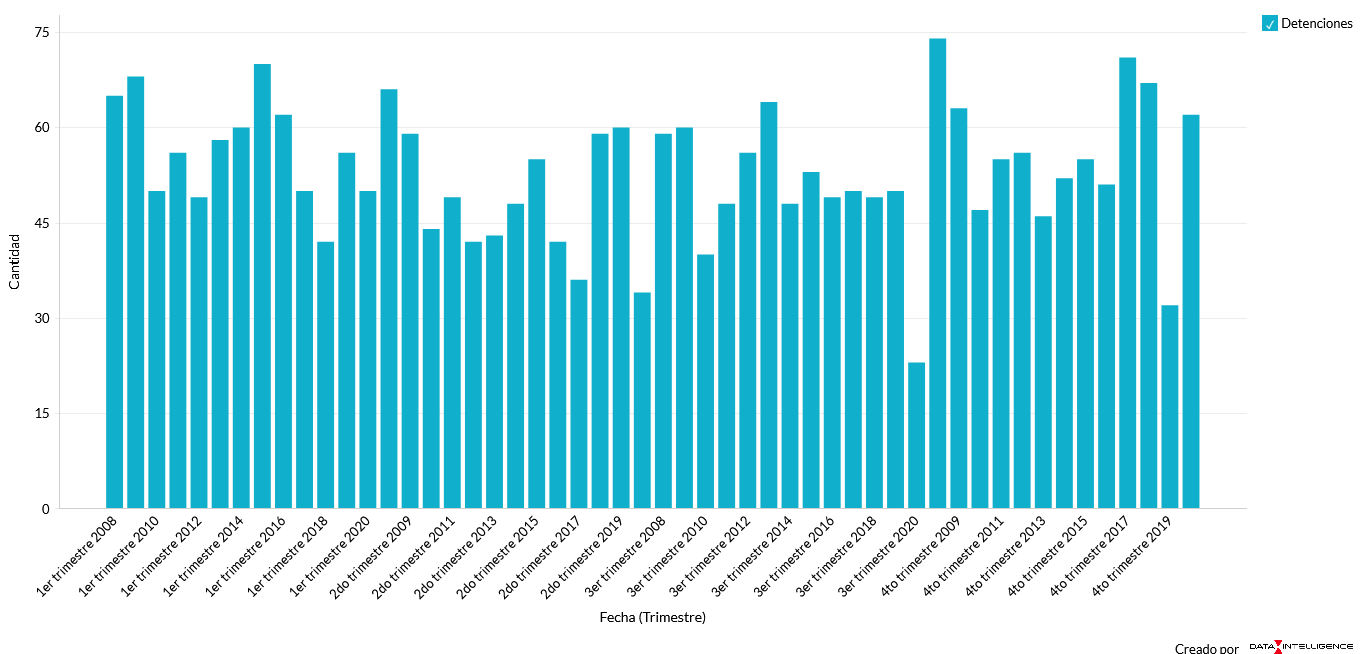 Detenciones
75
60
45
30
15
0
Cantidad
1er trimestre 2008
1er trimestre 2010
1er trimestre 2012
1er trimestre 2014
1er trimestre 2016
1er trimestre 2018
1er trimestre 2020
2do trimestre 2009
2do trimestre 2011
2do trimestre 2013
2do trimestre 2015
2do trimestre 2017
2do trimestre 2019
3er trimestre 2008
3er trimestre 2010
3er trimestre 2012
3er trimestre 2014
3er trimestre 2016
3er trimestre 2018
3er trimestre 2020
4to trimestre 2009
4to trimestre 2011
4to trimestre 2013
4to trimestre 2015
4to trimestre 2017
4to trimestre 2019
Fecha (Trimestre)
Creado por DATA INTELLIGENCE